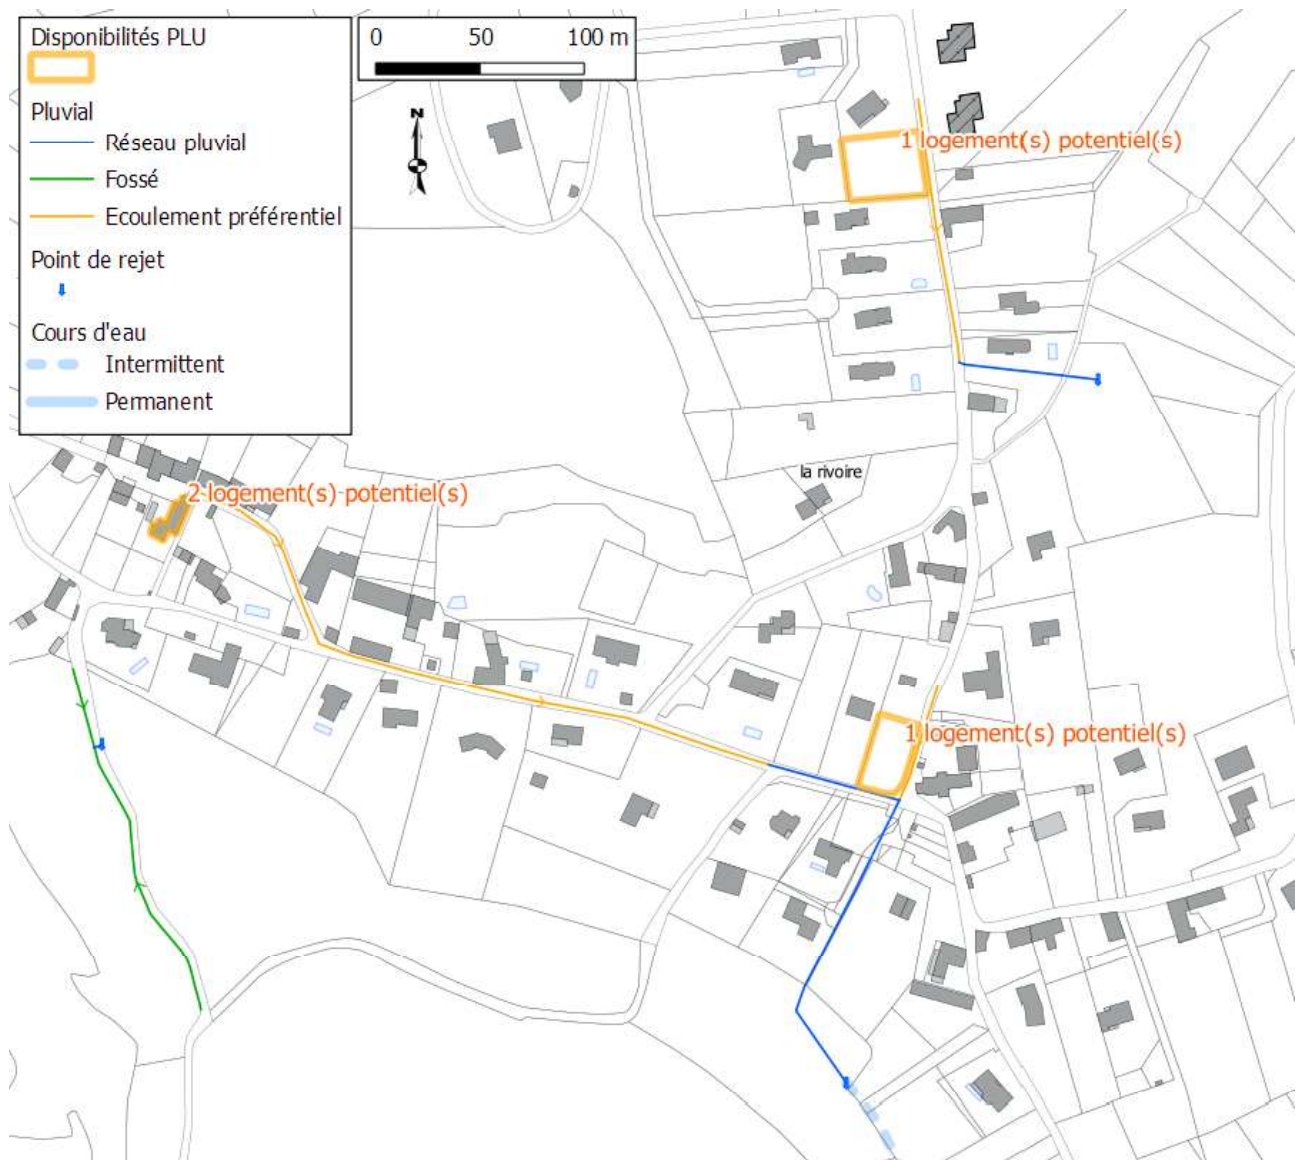 Disponibilités PLU
Pluvial
Réseau pluvial
Fossé
Ecoulement préférentiel
Point de rejet
Cours d'eau
Intermittent
Permanent
0 50 100 m
N
1 logement(s) potentiel(s)
la rivoire
2 logement(s) potentiel(s)
1 logement(s) potentiel(s)